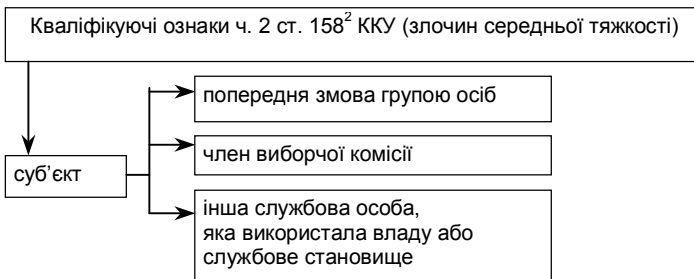 Кваліфікуючі ознаки ч. 2 ст. 158² ККУ (злочин середньої тяжкості)
попередня змова групою осіб
член виборчої комісії
суб’єкт
інша службова особа,
яка використала владу або
службове становище